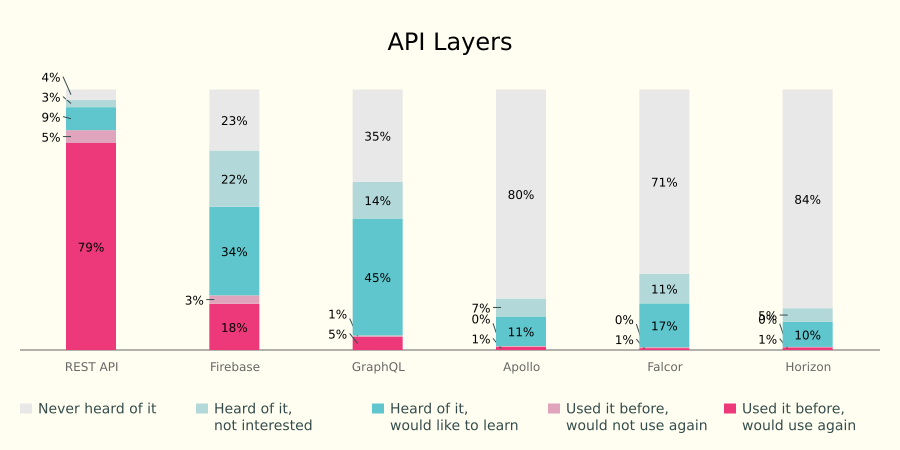 API Layers
4%
3%
9%
5%
79%
23%
22%
34%
3%
18%
35%
14%
45%
1%
5%
80%
7%
0%
11%
1%
71%
11%
0%
17%
1%
84%
5%
0%
10%
1%
REST API
Firebase
GraphQL
Apollo
Falcor
Horizon
Never heard of it
Heard of it,
not interested
Heard of it,
would like to learn
Used it before,
would not use again
Used it before,
would use again